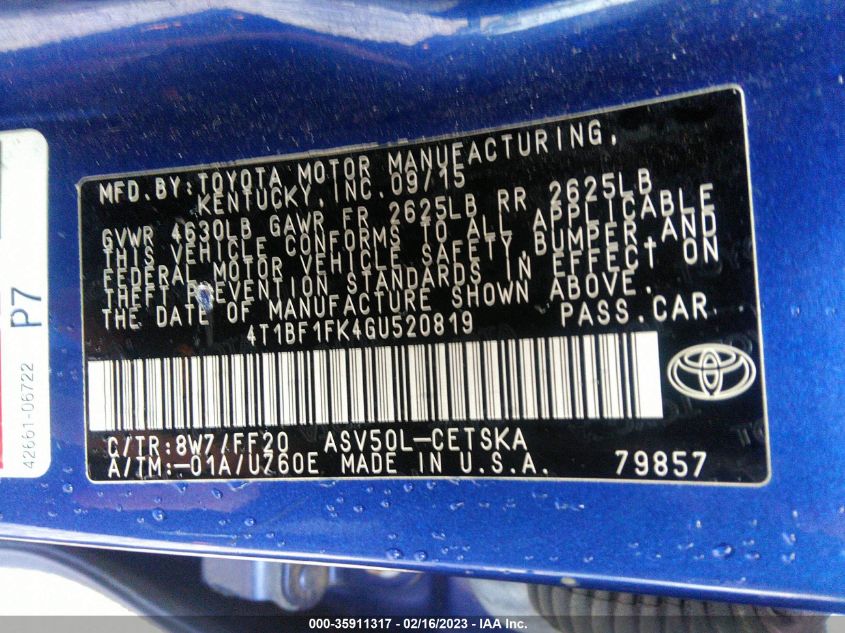 MFD.BY:TOYOTA MOTOR MANUFACTURING,
KENTUCKY, INC.09/15
GVWR 4630LB GAWR FR 2625LB RR 2625LB
THIS VEHICLE CONFORMS TO ALL APPLICABLE
FEDERAL MOTOR VEHICLE SAFETY,BUMPER AND
THEFT PREVENTION STANDARDS IN EFFECT ON
THE DATE OF MANUFACTURE SHOWN ABOVE.
4T1BF1FK4GU520819 PASS.CAR
C/TR:8W7/FF20 ASV50L-CETSKA
A/TM:-01A/U760E MADE IN U.S.A. 79857
42661-06722 P7
000-35911317 - 02/16/2023 - IAA Inc.